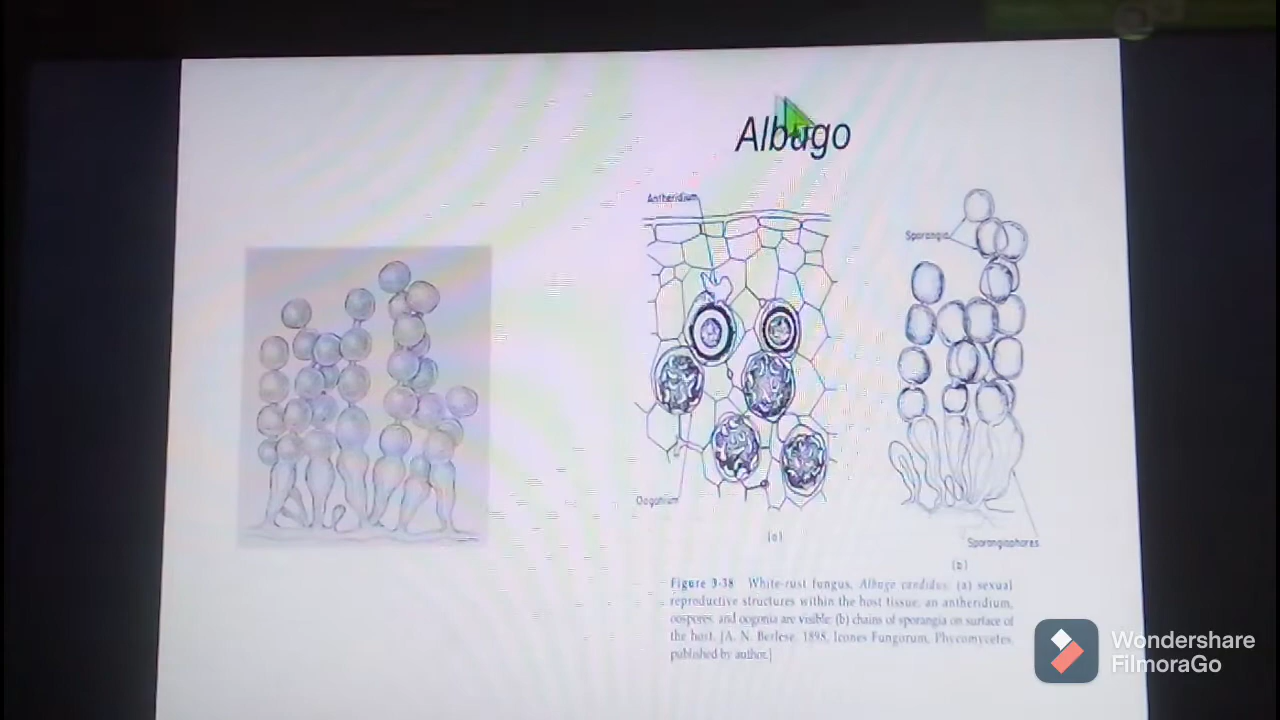 Albugo
Antheridium
Sporangia
Oogonium
(a)
Sporangiophores
(b)
Figure 3-38 White-rust fungus, Albugo candidus: (a) sexual
reproductive structures within the host tissue, an antheridium,
oospores, and oogonia are visible; (b) chains of sporangia on surface of
the host. [A. N. Berlese, 1898, Icones Fungorum, Phycomycetes,
published by author.]
Wondershare
FilmoraGo